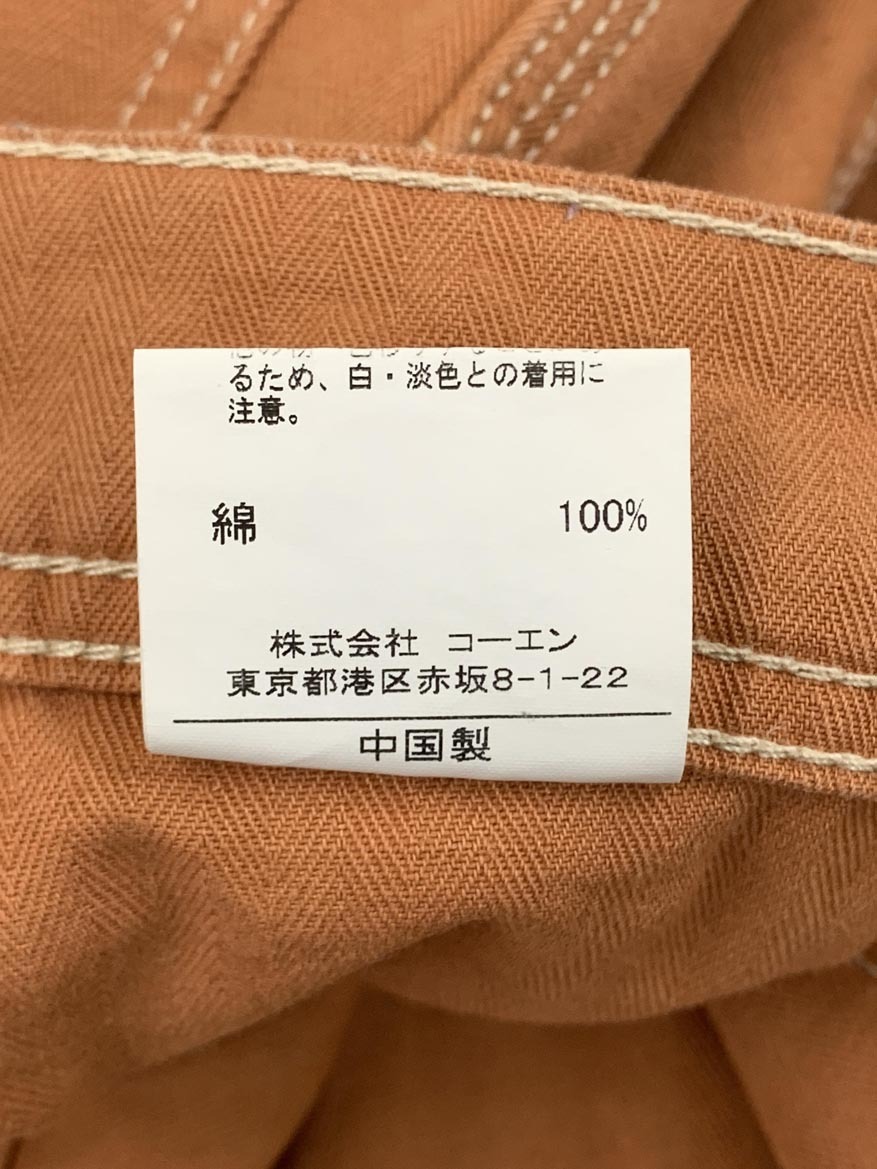 るため、白・淡色との着用に
注意。
綿 100%
株式会社 コーエン
東京都港区赤坂8-1-22
中国製